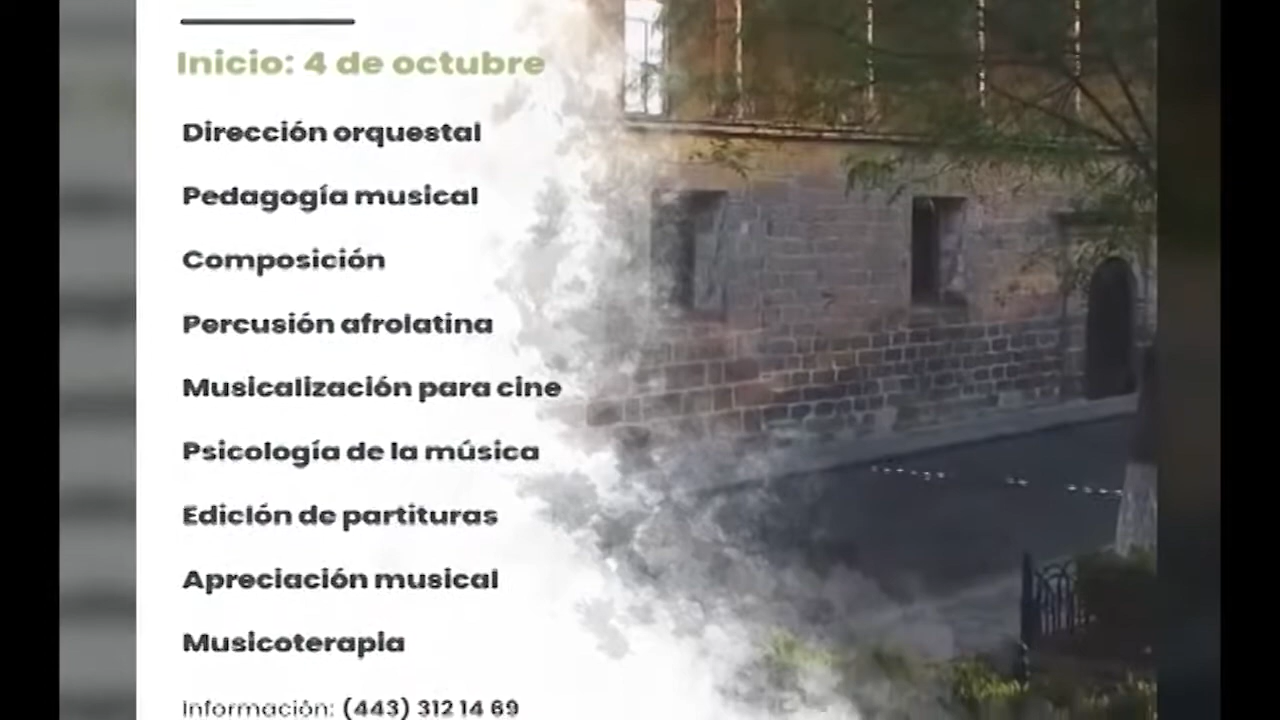 Inicio: 4 de octubre
Dirección orquestal
Pedagogía musical
Composición
Percusión afrolatina
Musicalización para cine
Psicología de la música
Edición de partituras
Apreciación musical
Musicoterapia
Información: (443) 312 14 69